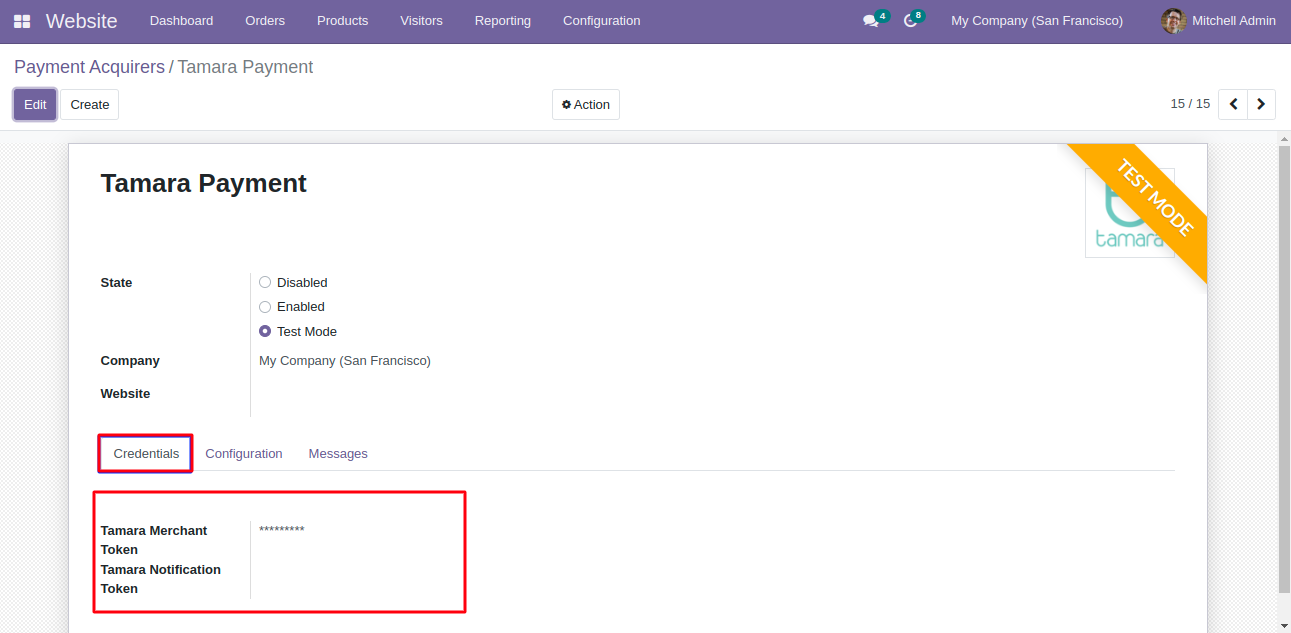 Website Dashboard Orders Products Visitors Reporting Configuration 4 8 My Company (San Francisco) Mitchell Admin
Payment Acquirers / Tamara Payment
Edit Create Action 15 / 15
Tamara Payment
TEST MODE
tamara
State Disabled
Enabled
Test Mode
Company My Company (San Francisco)
Website
Credentials Configuration Messages
Tamara Merchant *********
Token
Tamara Notification
Token